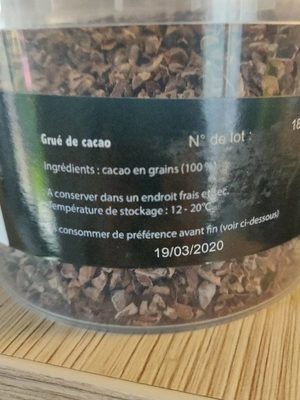 Grué de cacao N° de lot : 18
Ingrédients : cacao en grains (100 %)
A conserver dans un endroit frais et sec.
Température de stockage : 12 - 20°C
consommer de préférence avant fin (voir ci-dessous)
19/03/2020